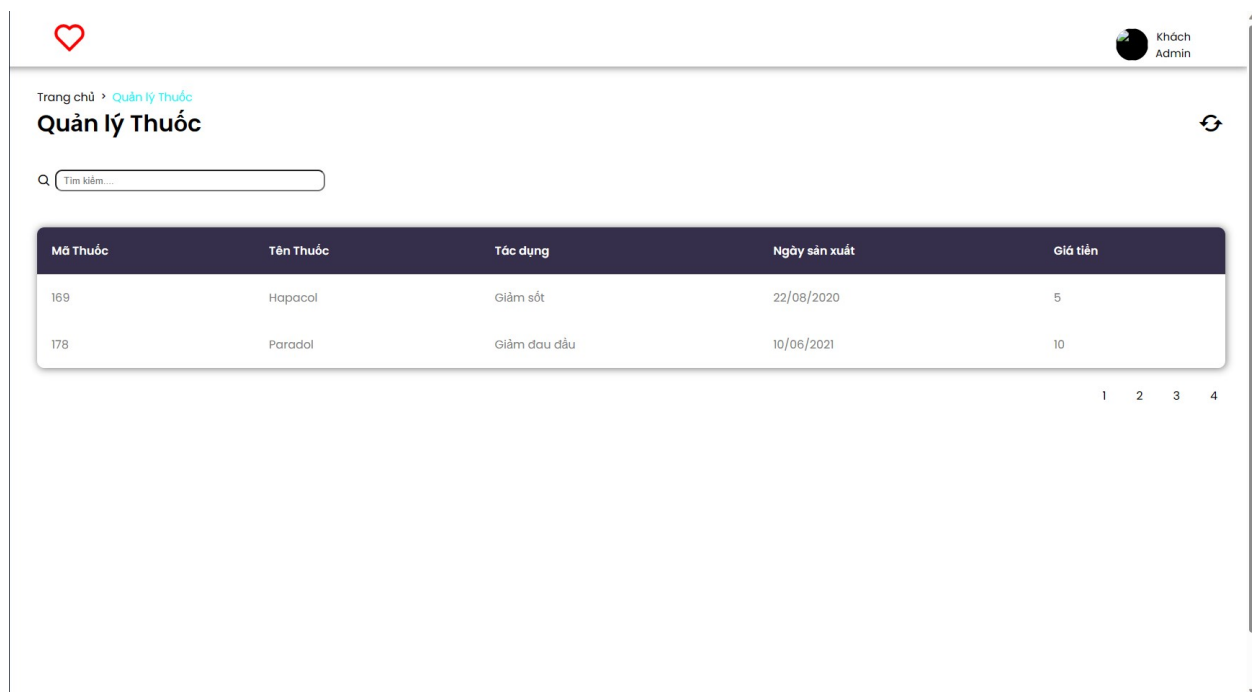 Khách
Admin
Trang chủ > Quản lý Thuốc
Quản lý Thuốc
Tìm kiếm....
Mã Thuốc Tên Thuốc Tác dụng Ngày sản xuất Giá tiền
169 Hapacol Giảm sốt 22/08/2020 5
178 Paradol Giảm đau đầu 10/06/2021 10
1 2 3 4